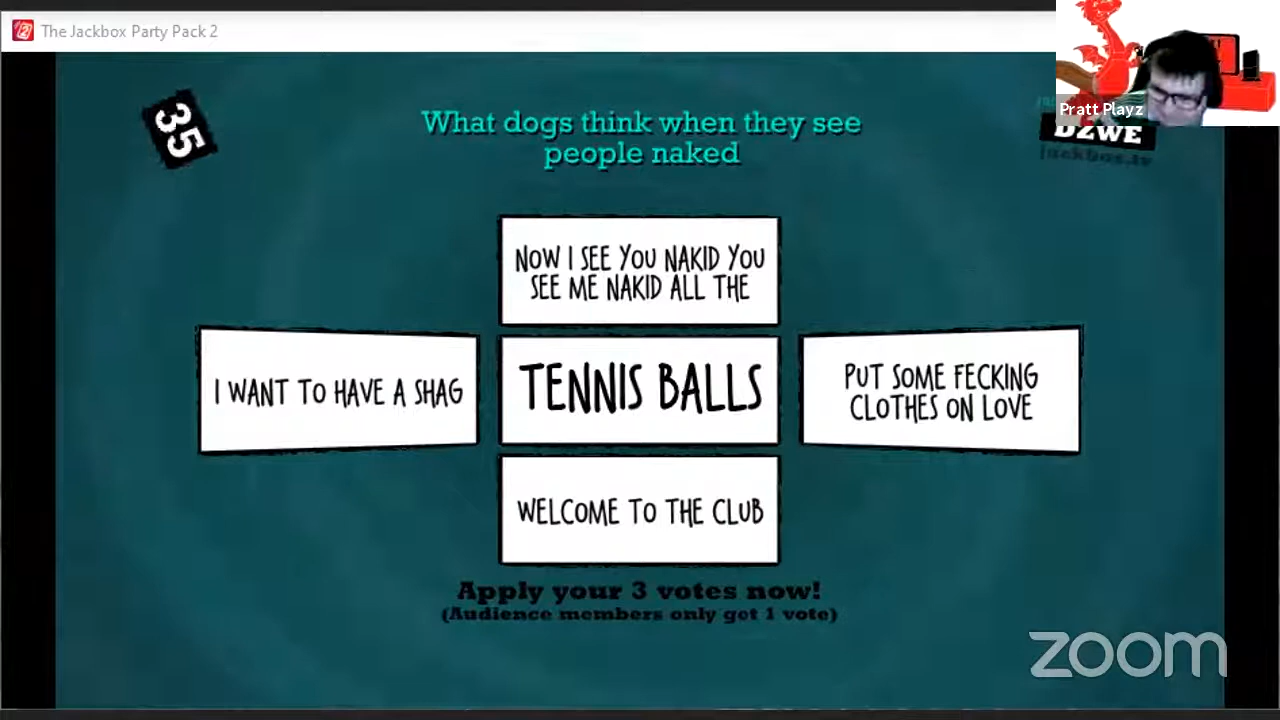 The Jackbox Party Pack 2
Pratt Playz
35
What dogs think when they see
people naked
DZWE
jackbox.tv
NOW I SEE YOU NAKID YOU
SEE ME NAKID ALL THE
I WANT TO HAVE A SHAG
TENNIS BALLS
PUT SOME FECKING
CLOTHES ON LOVE
WELCOME TO THE CLUB
Apply your 3 votes now!
(Audience members only get 1 vote)
zoom